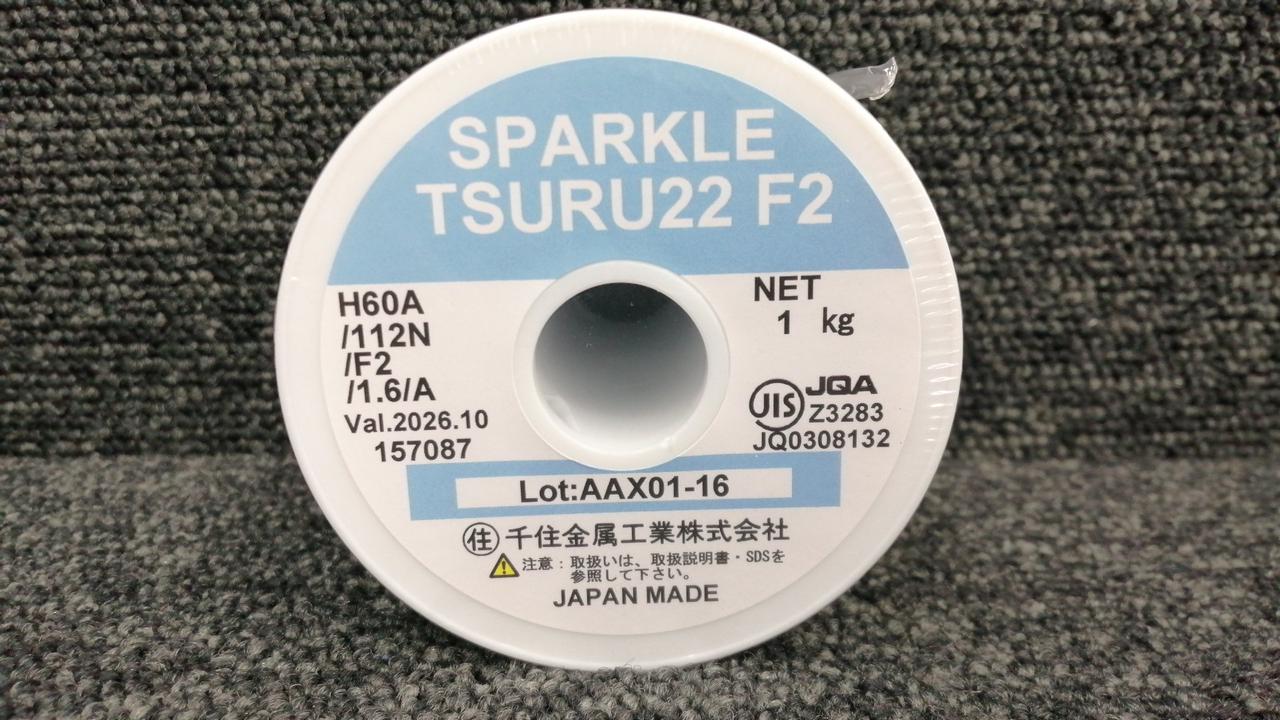 SPARKLE
TSURU22 F2
H60A
/112N
/F2
/1.6/A
Val.2026.10
157087
NET
1 kg
JIS JQA
Z3283
JQ0308132
Lot:AAX01-16
住 千住金属工業株式会社
注意：取扱いは、取扱説明書・SDSを
参照して下さい。
JAPAN MADE